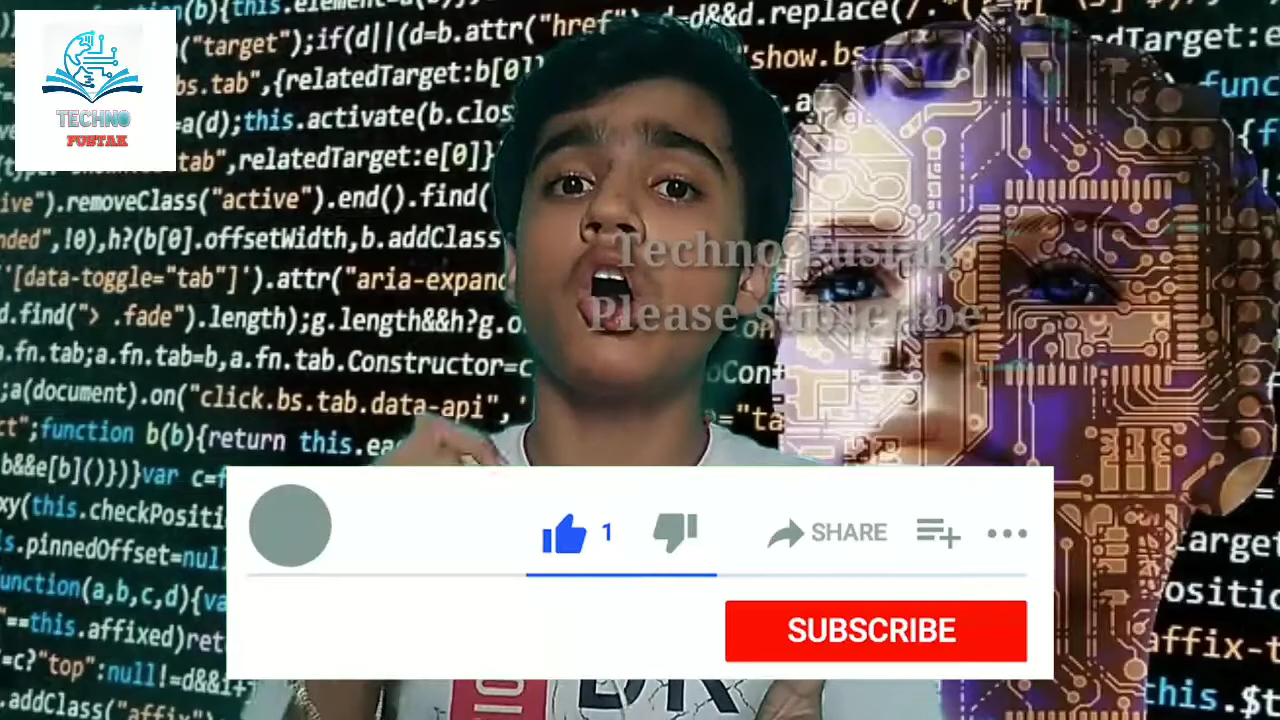 (b){this.element=
("target");if(d||(d=b.attr("href"),d=d&&d.replace(/.*(?=#[
bs.tab",{relatedTarget:b[0]
show.bs
=a(d);this.activate(b.clos
tab",relatedTarget:e[0]}
ive").removeClass("active").end().find(
nded",!0),h?(b[0].offsetWidth,b.addClass
'[data-toggle="tab"]').attr("aria-expand
d.find("> .fade").length);g.length&&h?g.o
a.fn.tab;a.fn.tab=b,a.fn.tab.Constructor=c
;a(document).on("click.bs.tab.data-api",'
ct";function b(b){return this.ea
b&&e[b]()})}var c=f
xy(this.checkPositi
s.pinnedOffset=null
unction(a,b,c,d){va
"==this.affixed)ret
=c?"top":null!=d&&i+
.addClass("affix"
dTarget:e
func
TECHNO
PUSTAK
Techno Pustak
Please subscribe
1
SHARE
SUBSCRIBE
target
ositio
affix-t
this.$t